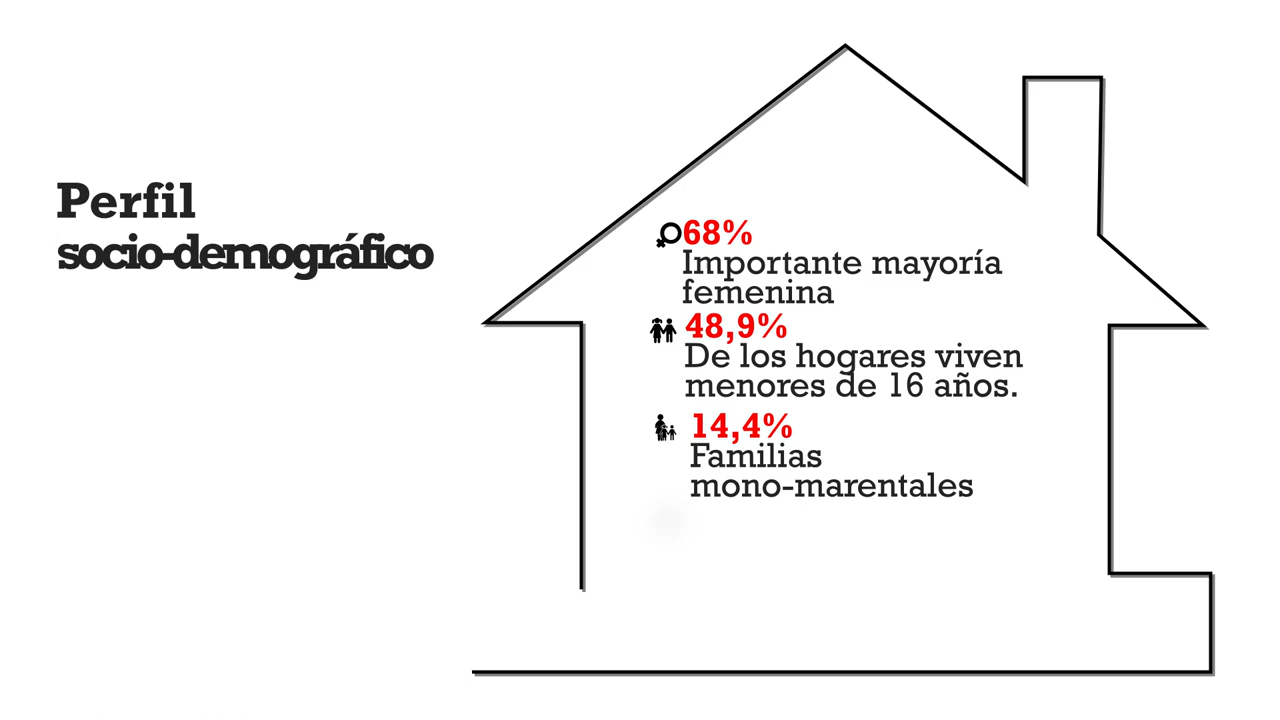 Perfil
socio-demográfico
68%
Importante mayoría
femenina
48,9%
De los hogares viven
menores de 16 años.
14,4%
Familias
mono-marentales